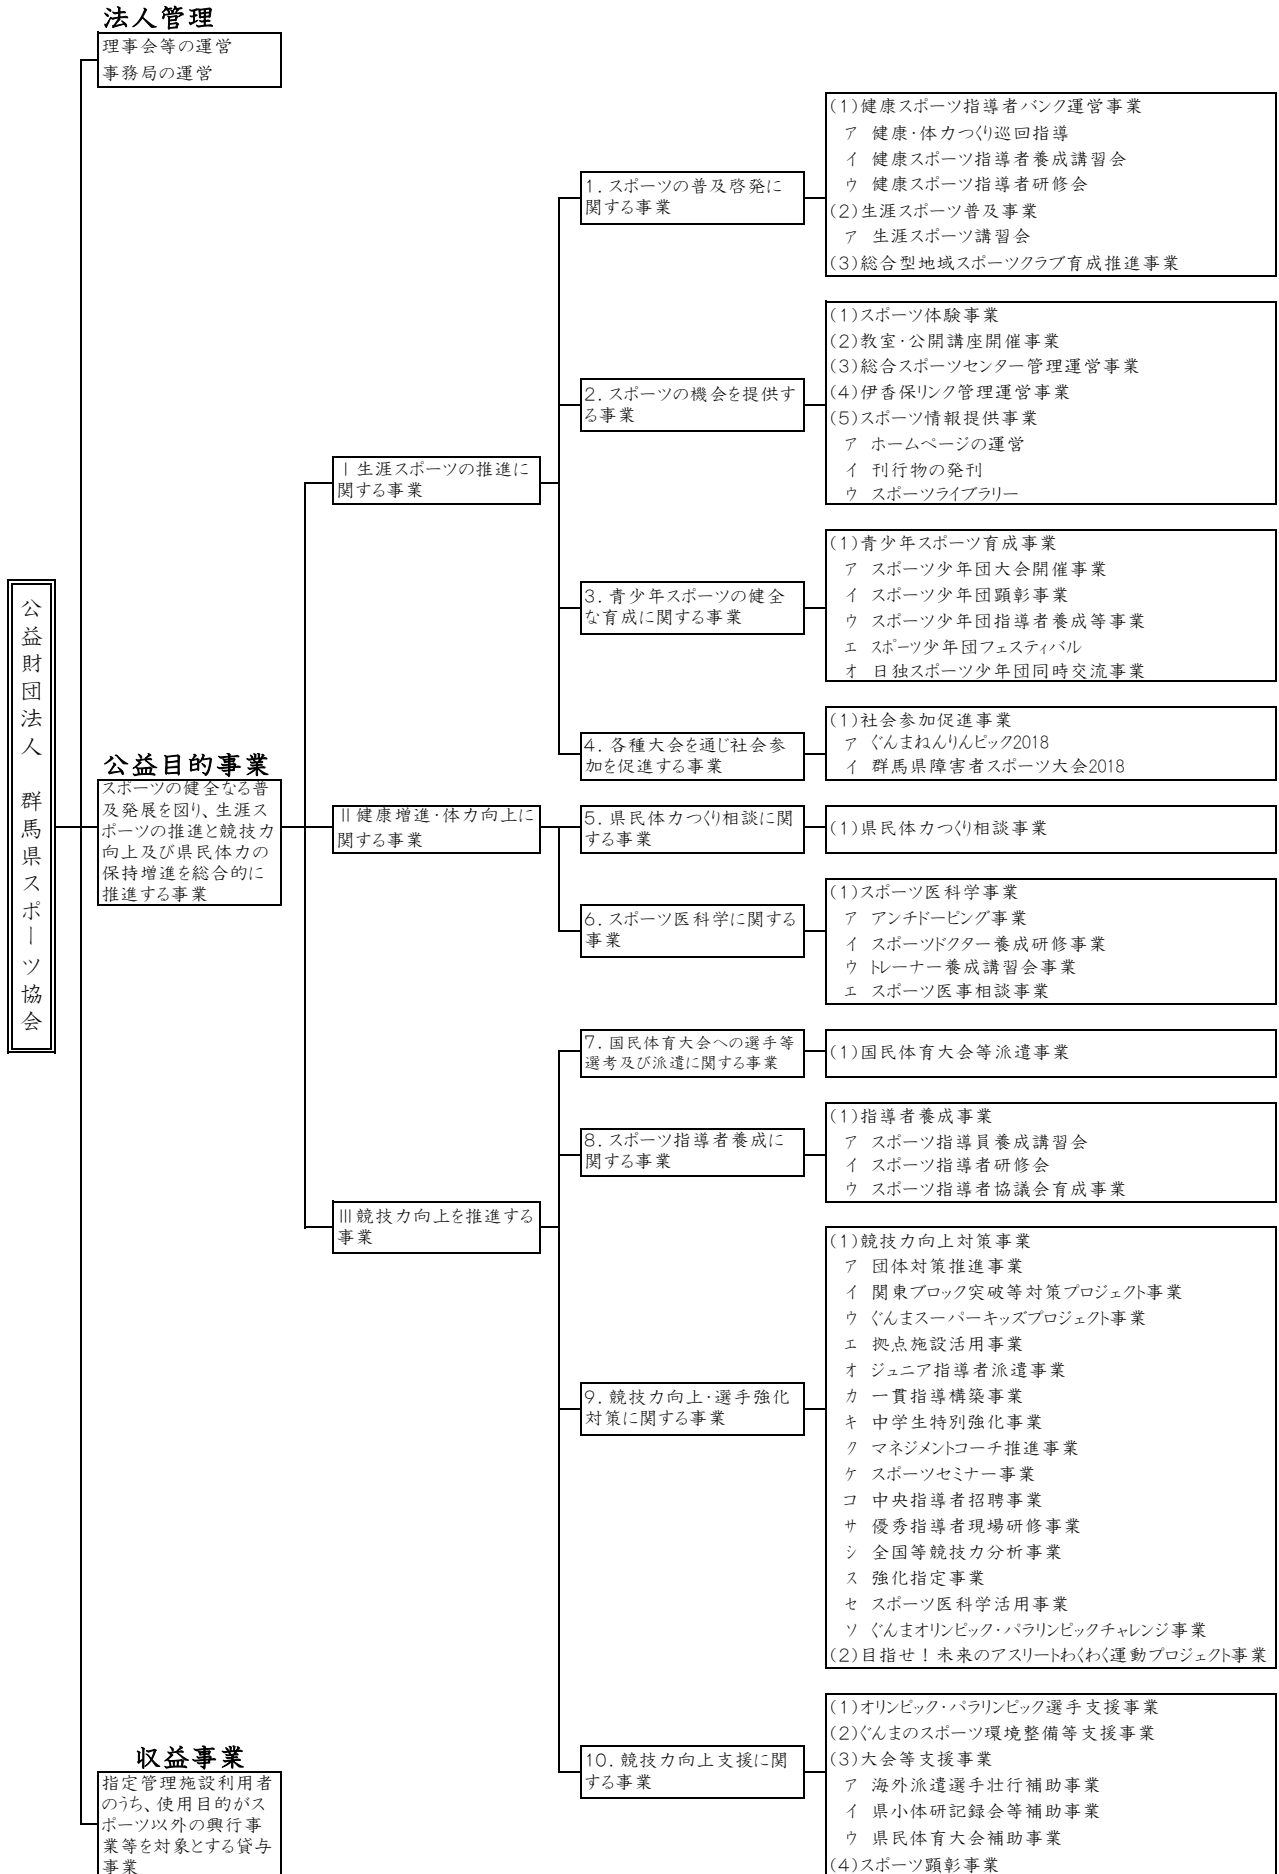 公益財団法人　群馬県スポーツ協会
法人管理
理事会等の運営
事務局の運営
公益目的事業
スポーツの健全なる普
及発展を図り、生涯ス
ポーツの推進と競技力
向上及び県民体力の
保持増進を総合的に
推進する事業
Ⅰ生涯スポーツの推進に
関する事業
1．スポーツの普及啓発に
関する事業
(1)健康スポーツ指導者バンク運営事業
ア 健康・体力つくり巡回指導
イ 健康スポーツ指導者養成講習会
ゥ 健康スポーツ指導者研修会
(2)生涯スポーツ普及事業
ア 生涯スポーツ講習会
(3)総合型地域スポーツクラブ育成推進事業
2．スポーツの機会を提供す
る事業
(1)スポーツ体験事業
(2)教室・公開講座開催事業
(3)総合スポーツセンター管理運営事業
(4)伊香保リンク管理運営事業
(5)スポーツ情報提供事業
ア ホームページの運営
イ 刊行物の発刊
ウ スポーツライブラリー
3．青少年スポーツの健全
な育成に関する事業
(1)青少年スポーツ育成事業
ア スポーツ少年団大会開催事業
イ スポーツ少年団顕彰事業
ウ スポーツ少年団指導者養成等事業
エ スポーツ少年団フェスティバル
オ 日独スポーツ少年団同時交流事業
4．各種大会を通じ社会参
加を促進する事業
(1)社会参加促進事業
ア ぐんまねんりんピック2018
イ 群馬県障害者スポーツ大会2018
Ⅱ健康増進・体力向上に
関する事業
5．県民体力つくり相談に関
する事業
(1)県民体力つくり相談事業
6．スポーツ医科学に関する
事業
(1)スポーツ医科学事業
ア アンチドーピング事業
イ スポーツドクター養成研修事業
ウ トレーナー養成講習会事業
エ スポーツ医事相談事業
Ⅲ競技力向上を推進する
事業
7．国民体育大会への選手等
選考及び派遣に関する事業
(1)国民体育大会等派遣事業
8．スポーツ指導者養成に
関する事業
(1)指導者養成事業
ア スポーツ指導員養成講習会
イ スポーツ指導者研修会
ウ スポーツ指導者協議会育成事業
9．競技力向上・選手強化
対策に関する事業
(1)競技力向上対策事業
ア 団体対策推進事業
イ 関東ブロック突破等対策プロジェクト事業
ウ ぐんまスーパーキッズプロジェクト事業
エ 拠点施設活用事業
オ ジュニア指導者派遣事業
カ 一貫指導構築事業
キ 中学生特別強化事業
ク マネジメントコーチ推進事業
ケ スポーツセミナー事業
コ 中央指導者招聘事業
サ 優秀指導者現場研修事業
シ 全国等競技力分析事業
ス 強化指定事業
セ スポーツ医科学活用事業
ソ ぐんまオリンピック・パラリンピックチャレンジ事業
(2)目指せ！未来のアスリートわくわく運動プロジェクト事業
10．競技力向上支援に関
する事業
(1)オリンピック・パラリンピック選手支援事業
(2)ぐんまのスポーツ環境整備等支援事業
(3)大会等支援事業
ア 海外派遣選手壮行補助事業
イ 県小体研記録会等補助事業
ウ 県民体育大会補助事業
(4)スポーツ顕彰事業
収益事業
指定管理施設利用者
のうち、使用目的がス
ポーツ以外の興行事
業等を対象とする貸与
事業